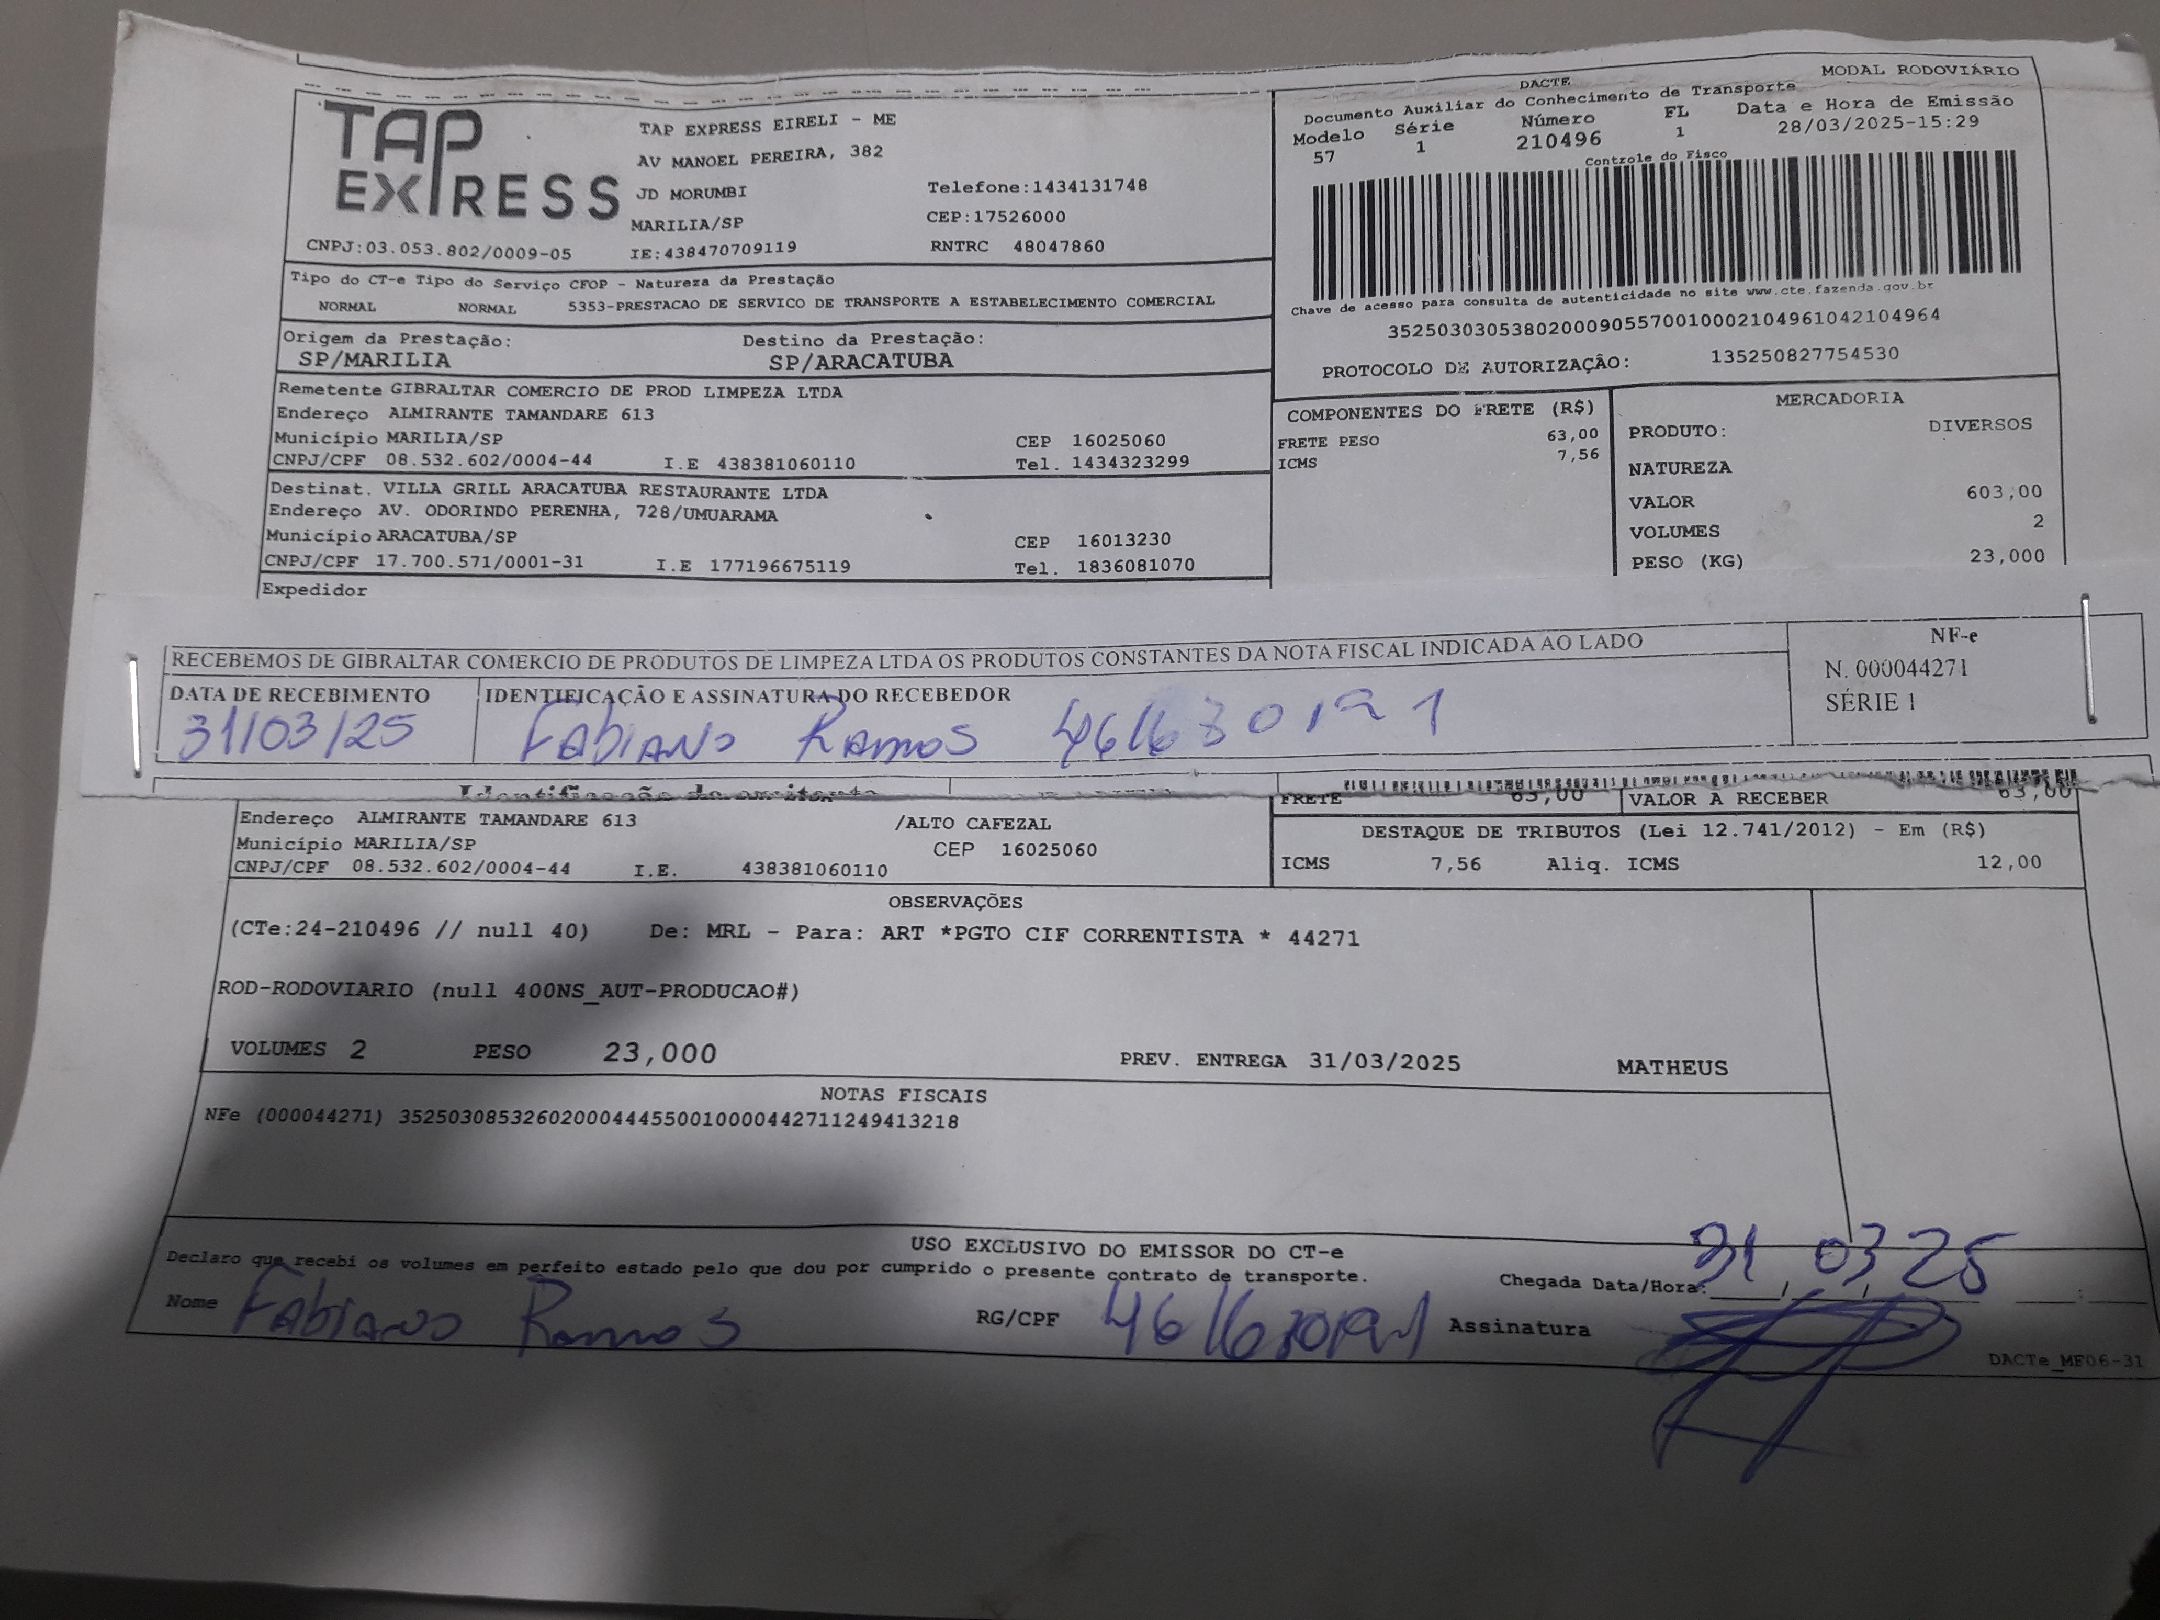 MODAL RODOVIÁRIO
DACTE
Documento Auxiliar do Conhecimento de Transporte
Modelo Série Número FL Data e Hora de Emissão
57 1 210496 1 28/03/2025-15:29
Controle do Fisco
TAP EXPRESS
TAP EXPRESS EIRELI - ME
AV MANOEL PEREIRA, 382
JD MORUMBI Telefone:1434131748
MARILIA/SP CEP:17526000
CNPJ:03.053.802/0009-05 IE:438470709119 RNTRC 48047860
Tipo do CT-e Tipo do Serviço CFOP - Natureza da Prestação
NORMAL NORMAL 5353-PRESTACAO DE SERVICO DE TRANSPORTE A ESTABELECIMENTO COMERCIAL
Chave de acesso para consulta de autenticidade no site www.cte.fazenda.gov.br
35250303053802000905570010002104961042104964
PROTOCOLO DE AUTORIZAÇÃO: 135250827754530
Origem da Prestação: Destino da Prestação:
SP/MARILIA SP/ARACATUBA
Remetente GIBRALTAR COMERCIO DE PROD LIMPEZA LTDA
Endereço ALMIRANTE TAMANDARE 613
Município MARILIA/SP CEP 16025060
CNPJ/CPF 08.532.602/0004-44 I.E 438381060110 Tel. 1434323299
Destinat. VILLA GRILL ARACATUBA RESTAURANTE LTDA
Endereço AV. ODORINDO PERENHA, 728/UMUARAMA
Município ARACATUBA/SP CEP 16013230
CNPJ/CPF 17.700.571/0001-31 I.E 177196675119 Tel. 1836081070
Expedidor
COMPONENTES DO FRETE (R$)
FRETE PESO 63,00
ICMS 7,56
MERCADORIA
PRODUTO: DIVERSOS
NATUREZA
VALOR 603,00
VOLUMES 2
PESO (KG) 23,000
RECEBEMOS DE GIBRALTAR COMERCIO DE PRODUTOS DE LIMPEZA LTDA OS PRODUTOS CONSTANTES DA NOTA FISCAL INDICADA AO LADO
DATA DE RECEBIMENTO IDENTIFICAÇÃO E ASSINATURA DO RECEBEDOR
31/03/25 Fabiano Ramos
NF-e
N. 000044271
SÉRIE 1
Identificação do emitente
FRETE 63,00 VALOR A RECEBER 63,00
Endereço ALMIRANTE TAMANDARE 613 /ALTO CAFEZAL
Município MARILIA/SP CEP 16025060
CNPJ/CPF 08.532.602/0004-44 I.E. 438381060110
DESTAQUE DE TRIBUTOS (Lei 12.741/2012) - Em (R$)
ICMS 7,56 Aliq. ICMS 12,00
OBSERVAÇÕES
(CTe:24-210496 // null 40) De: MRL - Para: ART *PGTO CIF CORRENTISTA * 44271
ROD-RODOVIARIO (null 400NS_AUT-PRODUCAO#)
VOLUMES 2 PESO 23,000 PREV. ENTREGA 31/03/2025 MATHEUS
NOTAS FISCAIS
NFe (000044271) 35250308532602000444550010000442711249413218
USO EXCLUSIVO DO EMISSOR DO CT-e
Declaro que recebi os volumes em perfeito estado pelo que dou por cumprido o presente contrato de transporte.
Chegada Data/Hora: 31/03/25
Nome Fabiano Ramos RG/CPF Assinatura
DACTe_MF06-31